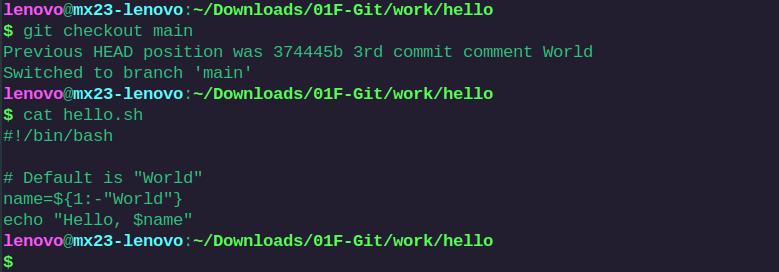 lenovo@mx23-lenovo:~/Downloads/01F-Git/work/hello
$ git checkout main
Previous HEAD position was 374445b 3rd commit comment World
Switched to branch 'main'
lenovo@mx23-lenovo:~/Downloads/01F-Git/work/hello
$ cat hello.sh
#!/bin/bash

# Default is "World"
name=${1:-"World"}
echo "Hello, $name"
lenovo@mx23-lenovo:~/Downloads/01F-Git/work/hello
$